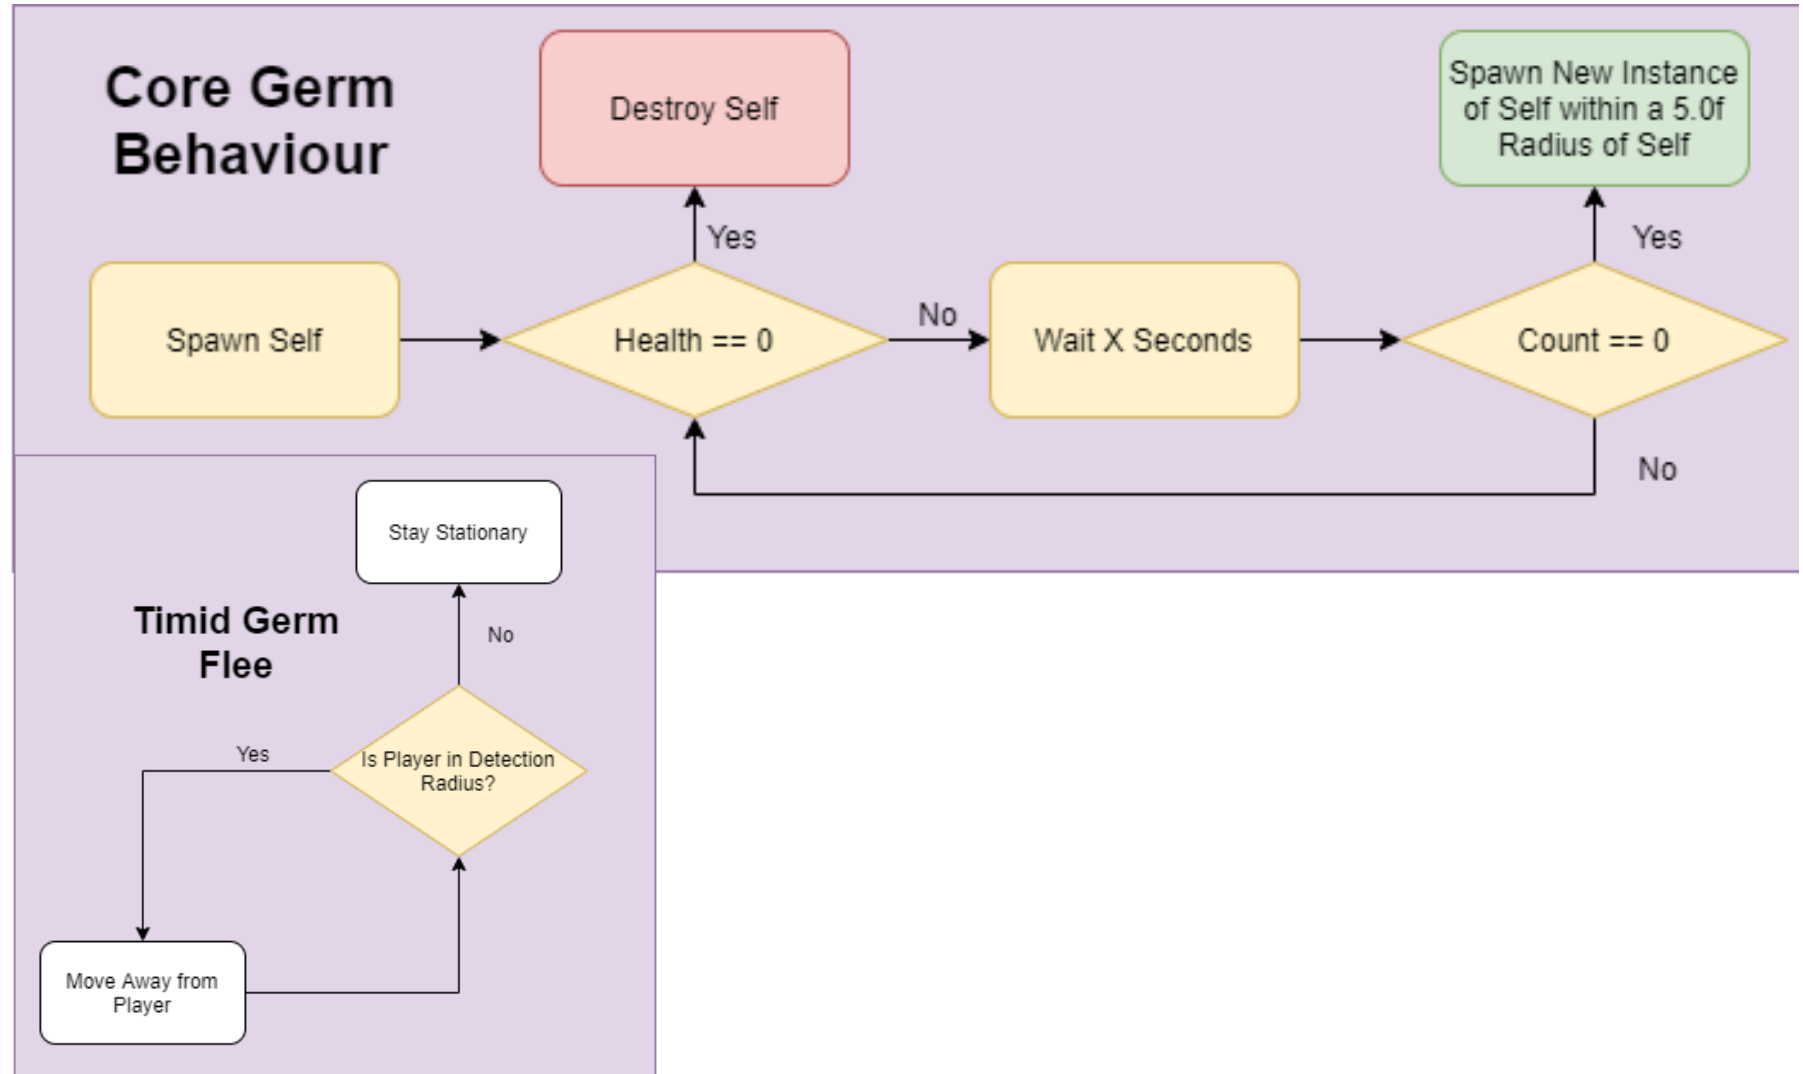 Core Germ
Behaviour
Destroy Self
Spawn New Instance
of Self within a 5.0f
Radius of Self
Yes
Yes
Spawn Self
Health == 0
No
Wait X Seconds
Count == 0
No
Stay Stationary
Timid Germ
Flee
No
Yes
Is Player in Detection
Radius?
Move Away from
Player